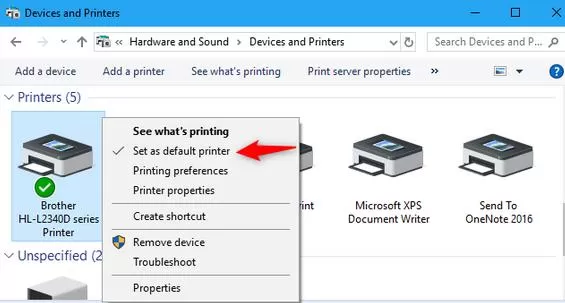 Devices and Printers
Hardware and Sound > Devices and Printers
Search Devices and P...
Add a device
Add a printer
See what's printing
Print server properties
»
Printers (5)
Brother
HL-L2340D series
Printer
See what's printing
Set as default printer
Printing preferences
Printer properties
Create shortcut
Remove device
Troubleshoot
Properties
Microsoft XPS
Document Writer
Send To
OneNote 2016
Unspecified (2